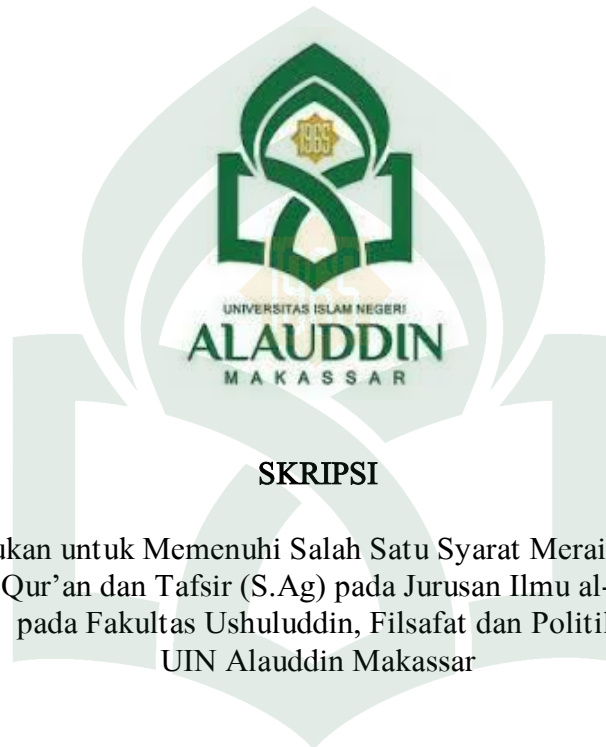 1965
UNIVERSITAS ISLAM NEGERI
ALAUDDIN
MAKASSAR
SKRIPSI
ukan untuk Memenuhi Salah Satu Syarat Merai
Qur’an dan Tafsir (S.Ag) pada Jurusan Ilmu al-
pada Fakultas Ushuluddin, Filsafat dan Politi
UIN Alauddin Makassar